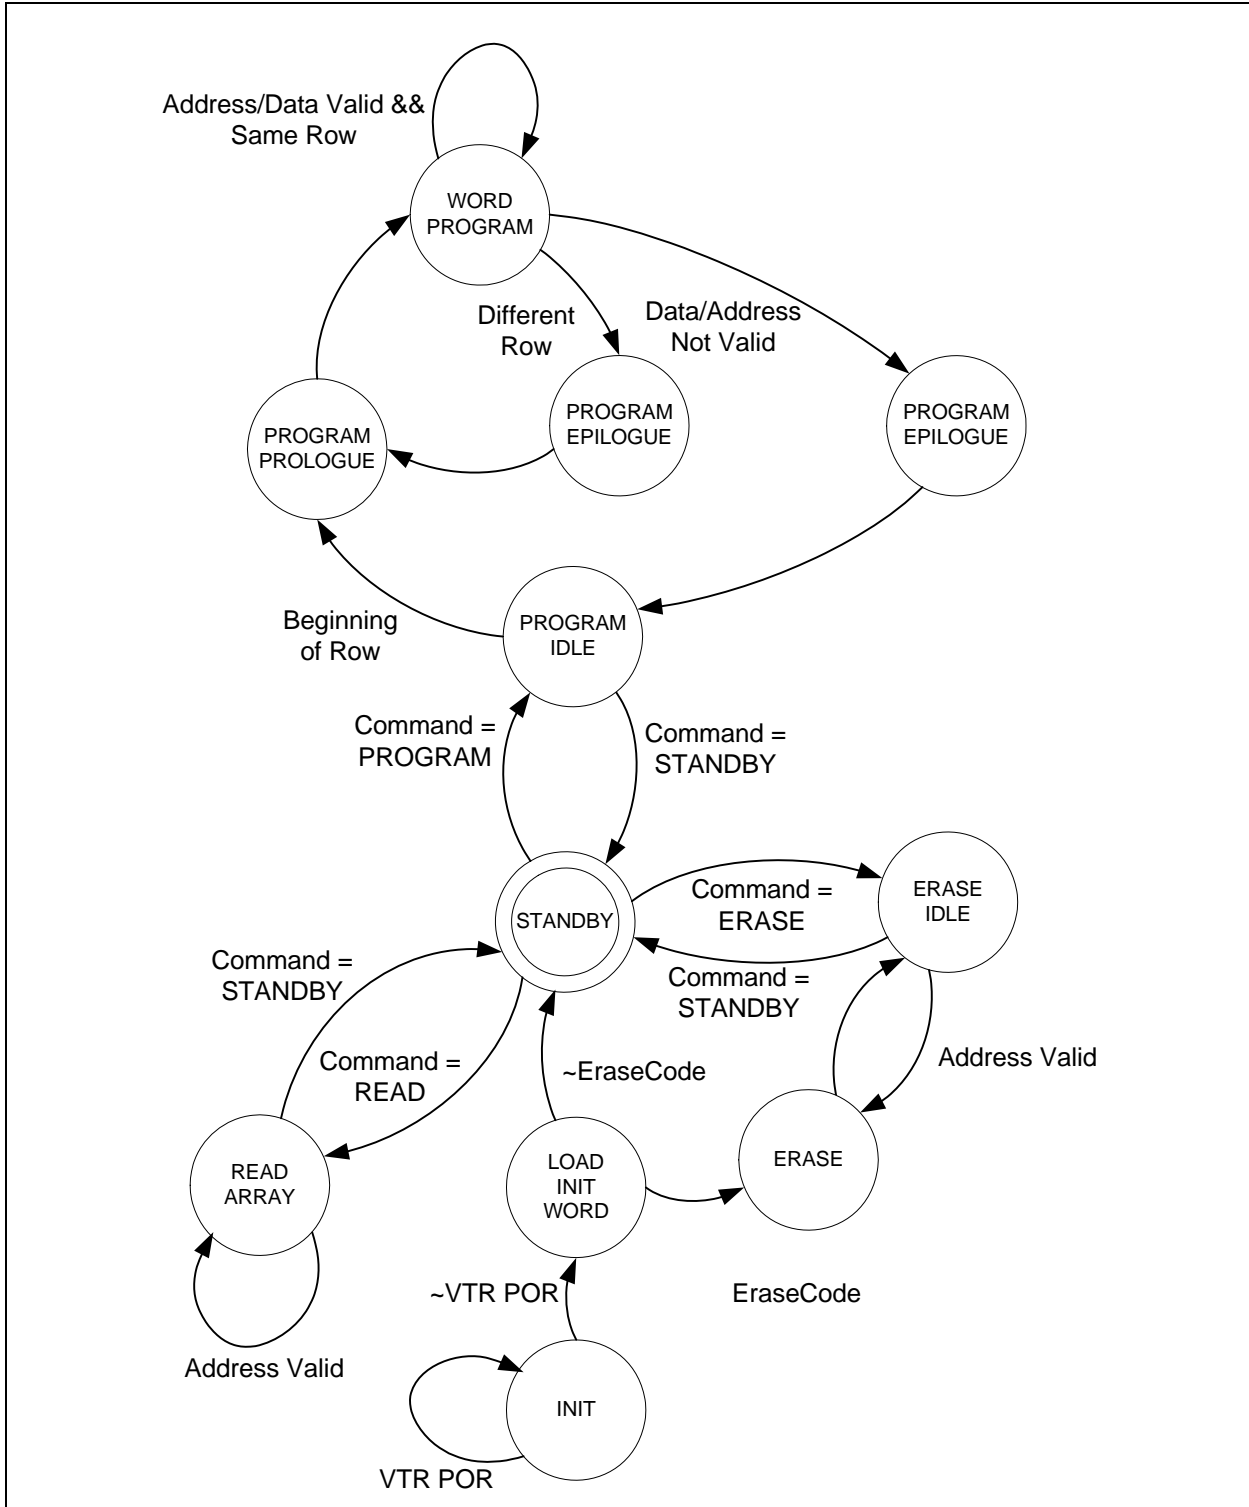 Address/Data Valid &&
Same Row
WORD
PROGRAM
Different
Row
Data/Address
Not Valid
PROGRAM
PROLOGUE
PROGRAM
EPILOGUE
PROGRAM
EPILOGUE
Beginning
of Row
PROGRAM
IDLE
Command =
PROGRAM
Command =
STANDBY
STANDBY
Command =
ERASE
ERASE
IDLE
Command =
STANDBY
Command =
STANDBY
Command =
READ
~EraseCode
Address Valid
READ
ARRAY
LOAD
INIT
WORD
ERASE
~VTR POR
EraseCode
Address Valid
INIT
VTR POR